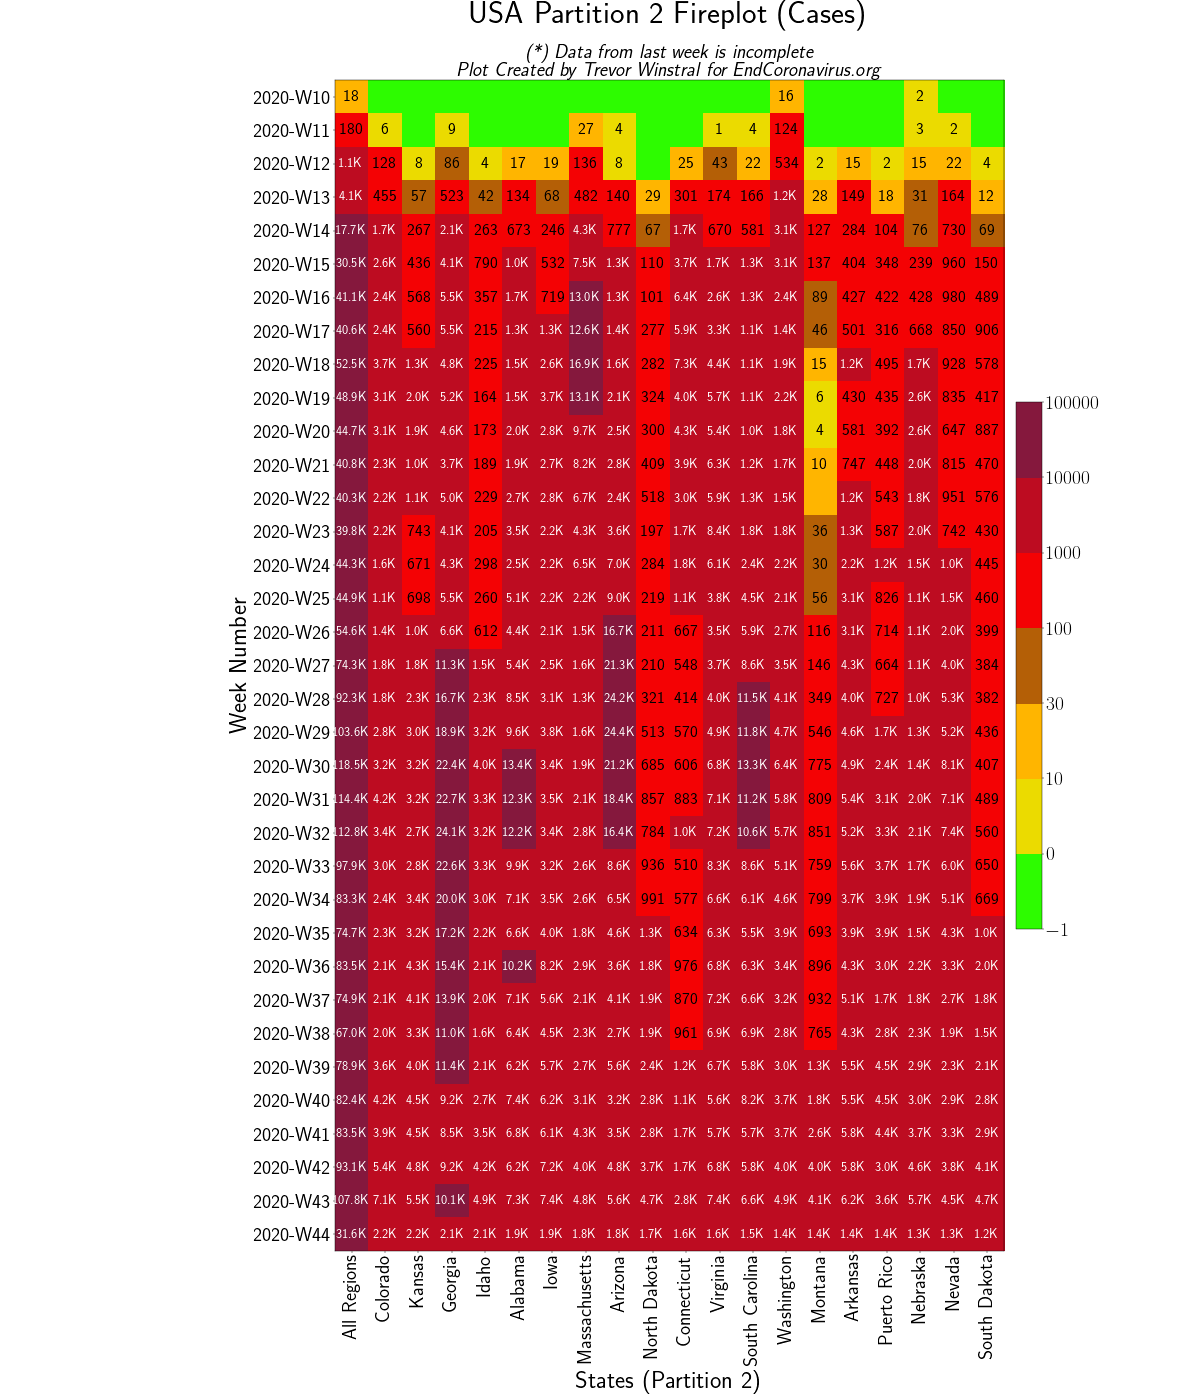 USA Partition 2 Fireplot (Cases)
(*) Data from last week is incomplete
Plot Created by Trevor Winstral for EndCoronavirus.org
2020-W10 18 16 2
2020-W11 180 6 9 27 4 1 4 124 3 2
2020-W12 1.1K 128 8 86 4 17 19 136 8 25 43 22 534 2 15 2 15 22 4
2020-W13 4.1K 455 57 523 42 134 68 482 140 29 301 174 166 1.2K 28 149 18 31 164 12
2020-W14 17.7K 1.7K 267 2.1K 263 673 246 4.3K 777 67 1.7K 670 581 3.1K 127 284 104 76 730 69
2020-W15 30.5K 2.6K 436 4.1K 790 1.0K 532 7.5K 1.3K 110 3.7K 1.7K 1.3K 3.1K 137 404 348 239 960 150
2020-W16 41.1K 2.4K 568 5.5K 357 1.7K 719 13.0K 1.3K 101 6.4K 2.6K 1.3K 2.4K 89 427 422 428 980 489
2020-W17 40.6K 2.4K 560 5.5K 215 1.3K 1.3K 12.6K 1.4K 277 5.9K 3.3K 1.1K 1.4K 46 501 316 668 850 906
2020-W18 52.5K 3.7K 1.3K 4.8K 225 1.5K 2.6K 16.9K 1.6K 282 7.3K 4.4K 1.1K 1.9K 15 1.2K 495 1.7K 928 578
2020-W19 48.9K 3.1K 2.0K 5.2K 164 1.5K 3.7K 13.1K 2.1K 324 4.0K 5.7K 1.1K 2.2K 6 430 435 2.6K 835 417
2020-W20 44.7K 3.1K 1.9K 4.6K 173 2.0K 2.8K 9.7K 2.5K 300 4.3K 5.4K 1.0K 1.8K 4 581 392 2.6K 647 887
2020-W21 40.8K 2.3K 1.0K 3.7K 189 1.9K 2.7K 8.2K 2.8K 409 3.9K 6.3K 1.2K 1.7K 10 747 448 2.0K 815 470
2020-W22 40.3K 2.2K 1.1K 5.0K 229 2.7K 2.8K 6.7K 2.4K 518 3.0K 5.9K 1.3K 1.5K 1.2K 543 1.8K 951 576
2020-W23 39.8K 2.2K 743 4.1K 205 3.5K 2.2K 4.3K 3.6K 197 1.7K 8.4K 1.8K 1.8K 36 1.3K 587 2.0K 742 430
2020-W24 44.3K 1.6K 671 4.3K 298 2.5K 2.2K 6.5K 7.0K 284 1.8K 6.1K 2.4K 2.2K 30 2.2K 1.2K 1.5K 1.0K 445
2020-W25 44.9K 1.1K 698 5.5K 260 5.1K 2.2K 2.2K 9.0K 219 1.1K 3.8K 4.5K 2.1K 56 3.1K 826 1.1K 1.5K 460
2020-W26 54.6K 1.4K 1.0K 6.6K 612 4.4K 2.1K 1.5K 16.7K 211 667 3.5K 5.9K 2.7K 116 3.1K 714 1.1K 2.0K 399
2020-W27 74.3K 1.8K 1.8K 11.3K 1.5K 5.4K 2.5K 1.6K 21.3K 210 548 3.7K 8.6K 3.5K 146 4.3K 664 1.1K 4.0K 384
2020-W28 92.3K 1.8K 2.3K 16.7K 2.3K 8.5K 3.1K 1.3K 24.2K 321 414 4.0K 11.5K 4.1K 349 4.0K 727 1.0K 5.3K 382
2020-W29 103.6K 2.8K 3.0K 18.9K 3.2K 9.6K 3.8K 1.6K 24.4K 513 570 4.9K 11.8K 4.7K 546 4.6K 1.7K 1.3K 5.2K 436
2020-W30 118.5K 3.2K 3.2K 22.4K 4.0K 13.4K 3.4K 1.9K 21.2K 685 606 6.8K 13.3K 6.4K 775 4.9K 2.4K 1.4K 8.1K 407
2020-W31 114.4K 4.2K 3.2K 22.7K 3.3K 12.3K 3.5K 2.1K 18.4K 857 883 7.1K 11.2K 5.8K 809 5.4K 3.1K 2.0K 7.1K 489
2020-W32 112.8K 3.4K 2.7K 24.1K 3.2K 12.2K 3.4K 2.8K 16.4K 784 1.0K 7.2K 10.6K 5.7K 851 5.2K 3.3K 2.1K 7.4K 560
2020-W33 97.9K 3.0K 2.8K 22.6K 3.3K 9.9K 3.2K 2.6K 8.6K 936 510 8.3K 8.6K 5.1K 759 5.6K 3.7K 1.7K 6.0K 650
2020-W34 83.3K 2.4K 3.4K 20.0K 3.0K 7.1K 3.5K 2.6K 6.5K 991 577 6.6K 6.1K 4.6K 799 3.7K 3.9K 1.9K 5.1K 669
2020-W35 74.7K 2.3K 3.2K 17.2K 2.2K 6.6K 4.0K 1.8K 4.6K 1.3K 634 6.3K 5.5K 3.9K 693 3.9K 3.9K 1.5K 4.3K 1.0K
2020-W36 83.5K 2.1K 4.3K 15.4K 2.1K 10.2K 8.2K 2.9K 3.6K 1.8K 976 6.8K 6.3K 3.4K 896 4.3K 3.0K 2.2K 3.3K 2.0K
2020-W37 74.9K 2.1K 4.1K 13.9K 2.0K 7.1K 5.6K 2.1K 4.1K 1.9K 870 7.2K 6.6K 3.2K 932 5.1K 1.7K 1.8K 2.7K 1.8K
2020-W38 67.0K 2.0K 3.3K 11.0K 1.6K 6.4K 4.5K 2.3K 2.7K 1.9K 961 6.9K 6.9K 2.8K 765 4.3K 2.8K 2.3K 1.9K 1.5K
2020-W39 78.9K 3.6K 4.0K 11.4K 2.1K 6.2K 5.7K 2.7K 5.6K 2.4K 1.2K 6.7K 5.8K 3.0K 1.3K 5.5K 4.5K 2.9K 2.3K 2.1K
2020-W40 82.4K 4.2K 4.5K 9.2K 2.7K 7.4K 6.2K 3.1K 3.2K 2.8K 1.1K 5.6K 8.2K 3.7K 1.8K 5.5K 4.5K 3.0K 2.9K 2.8K
2020-W41 83.5K 3.9K 4.5K 8.5K 3.5K 6.8K 6.1K 4.3K 3.5K 2.8K 1.7K 5.7K 5.7K 3.7K 2.6K 5.8K 4.4K 3.7K 3.3K 2.9K
2020-W42 93.1K 5.4K 4.8K 9.2K 4.2K 6.2K 7.2K 4.0K 4.8K 3.7K 1.7K 6.8K 5.8K 4.0K 4.0K 5.8K 3.0K 4.6K 3.8K 4.1K
2020-W43 107.8K 7.1K 5.5K 10.1K 4.9K 7.3K 7.4K 4.8K 5.6K 4.7K 2.8K 7.4K 6.6K 4.9K 4.1K 6.2K 3.6K 5.7K 4.5K 4.7K
2020-W44 31.6K 2.2K 2.2K 2.1K 2.1K 1.9K 1.9K 1.8K 1.8K 1.7K 1.6K 1.6K 1.5K 1.4K 1.4K 1.4K 1.4K 1.3K 1.3K 1.2K
Week Number
All Regions
Colorado
Kansas
Georgia
Idaho
Alabama
Iowa
Massachusetts
Arizona
North Dakota
Connecticut
Virginia
South Carolina
Washington
Montana
Arkansas
Puerto Rico
Nebraska
Nevada
South Dakota
States (Partition 2)
100000
10000
1000
100
30
10
0
−1